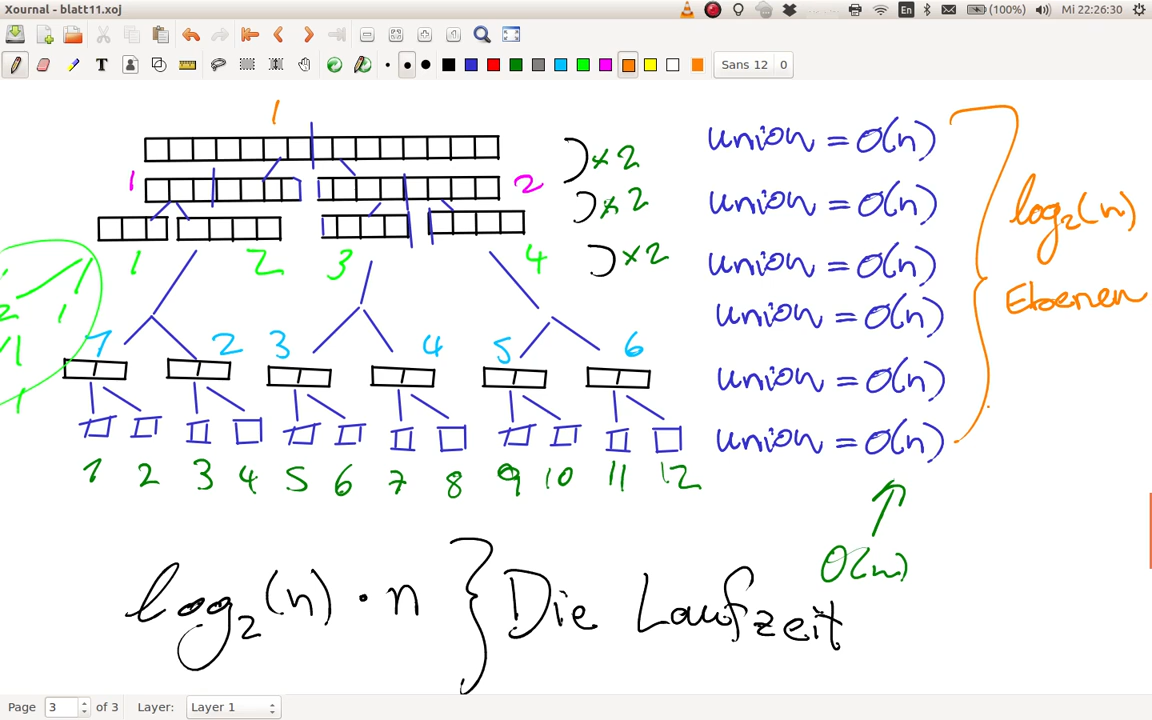 Xournal - blatt11.xoj
En
(100%)
Mi 22:26:30
T
Sans 12 0
1
1
2
1 2 3 4
) x 2
) x 2
) x 2
union = O(n)
union = O(n)
union = O(n)
union = O(n)
union = O(n)
union = O(n)
log₂(n)
Ebenen
1 2 3 4 5 6
1 2 3 4 5 6 7 8 9 10 11 12
O(n)
log₂(n) · n } Die Laufzeit
Page 3 of 3 Layer: Layer 1